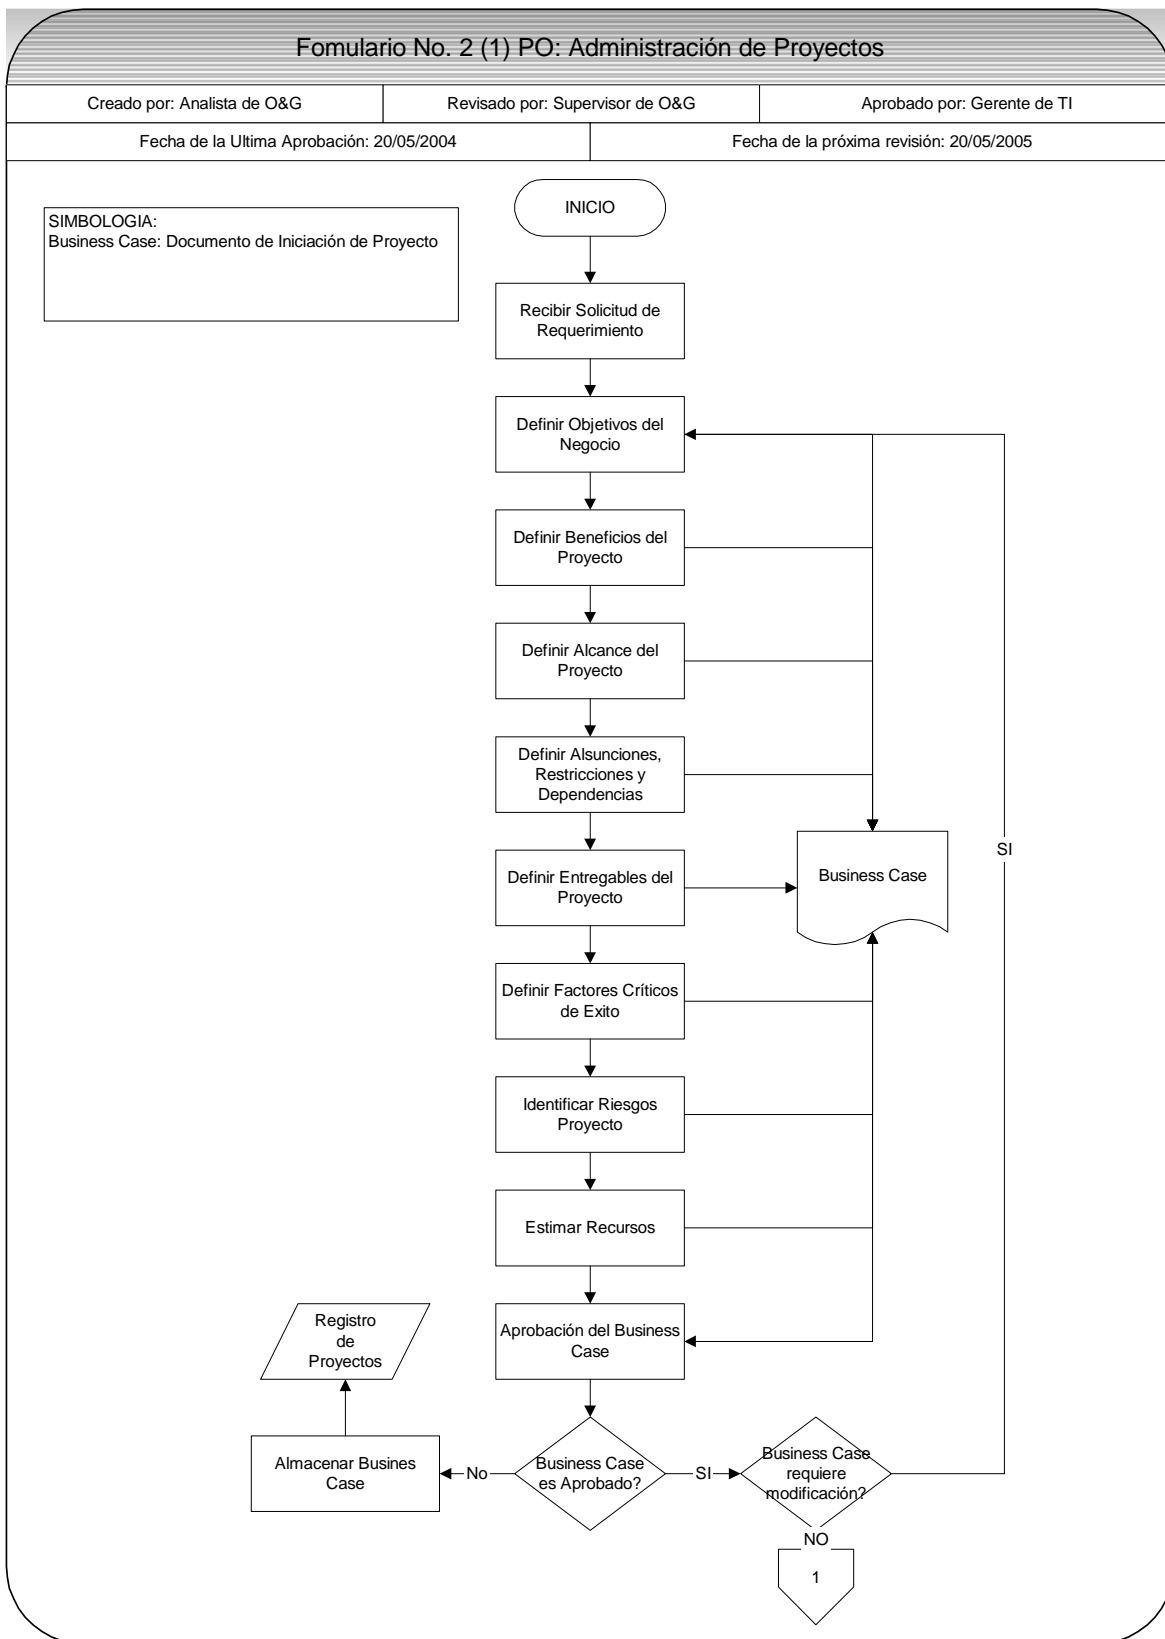 Fomulario No. 2 (1) PO: Administración de Proyectos
Creado por: Analista de O&G
Revisado por: Supervisor de O&G
Aprobado por: Gerente de TI
Fecha de la Ultima Aprobación: 20/05/2004
Fecha de la próxima revisión: 20/05/2005
INICIO
SIMBOLOGIA:
Business Case: Documento de Iniciación de Proyecto
Recibir Solicitud de
Requerimiento
Definir Objetivos del
Negocio
Definir Beneficios del
Proyecto
Definir Alcance del
Proyecto
Definir Alsunciones,
Restricciones y
Dependencias
SI
Definir Entregables del
Proyecto
Business Case
Definir Factores Críticos
de Exito
Identificar Riesgos
Proyecto
Estimar Recursos
Registro
de
Proyectos
Aprobación del Business
Case
Almacenar Busines
Case
No
Business Case
es Aprobado?
SI
Business Case
requiere
modificación?
NO
1